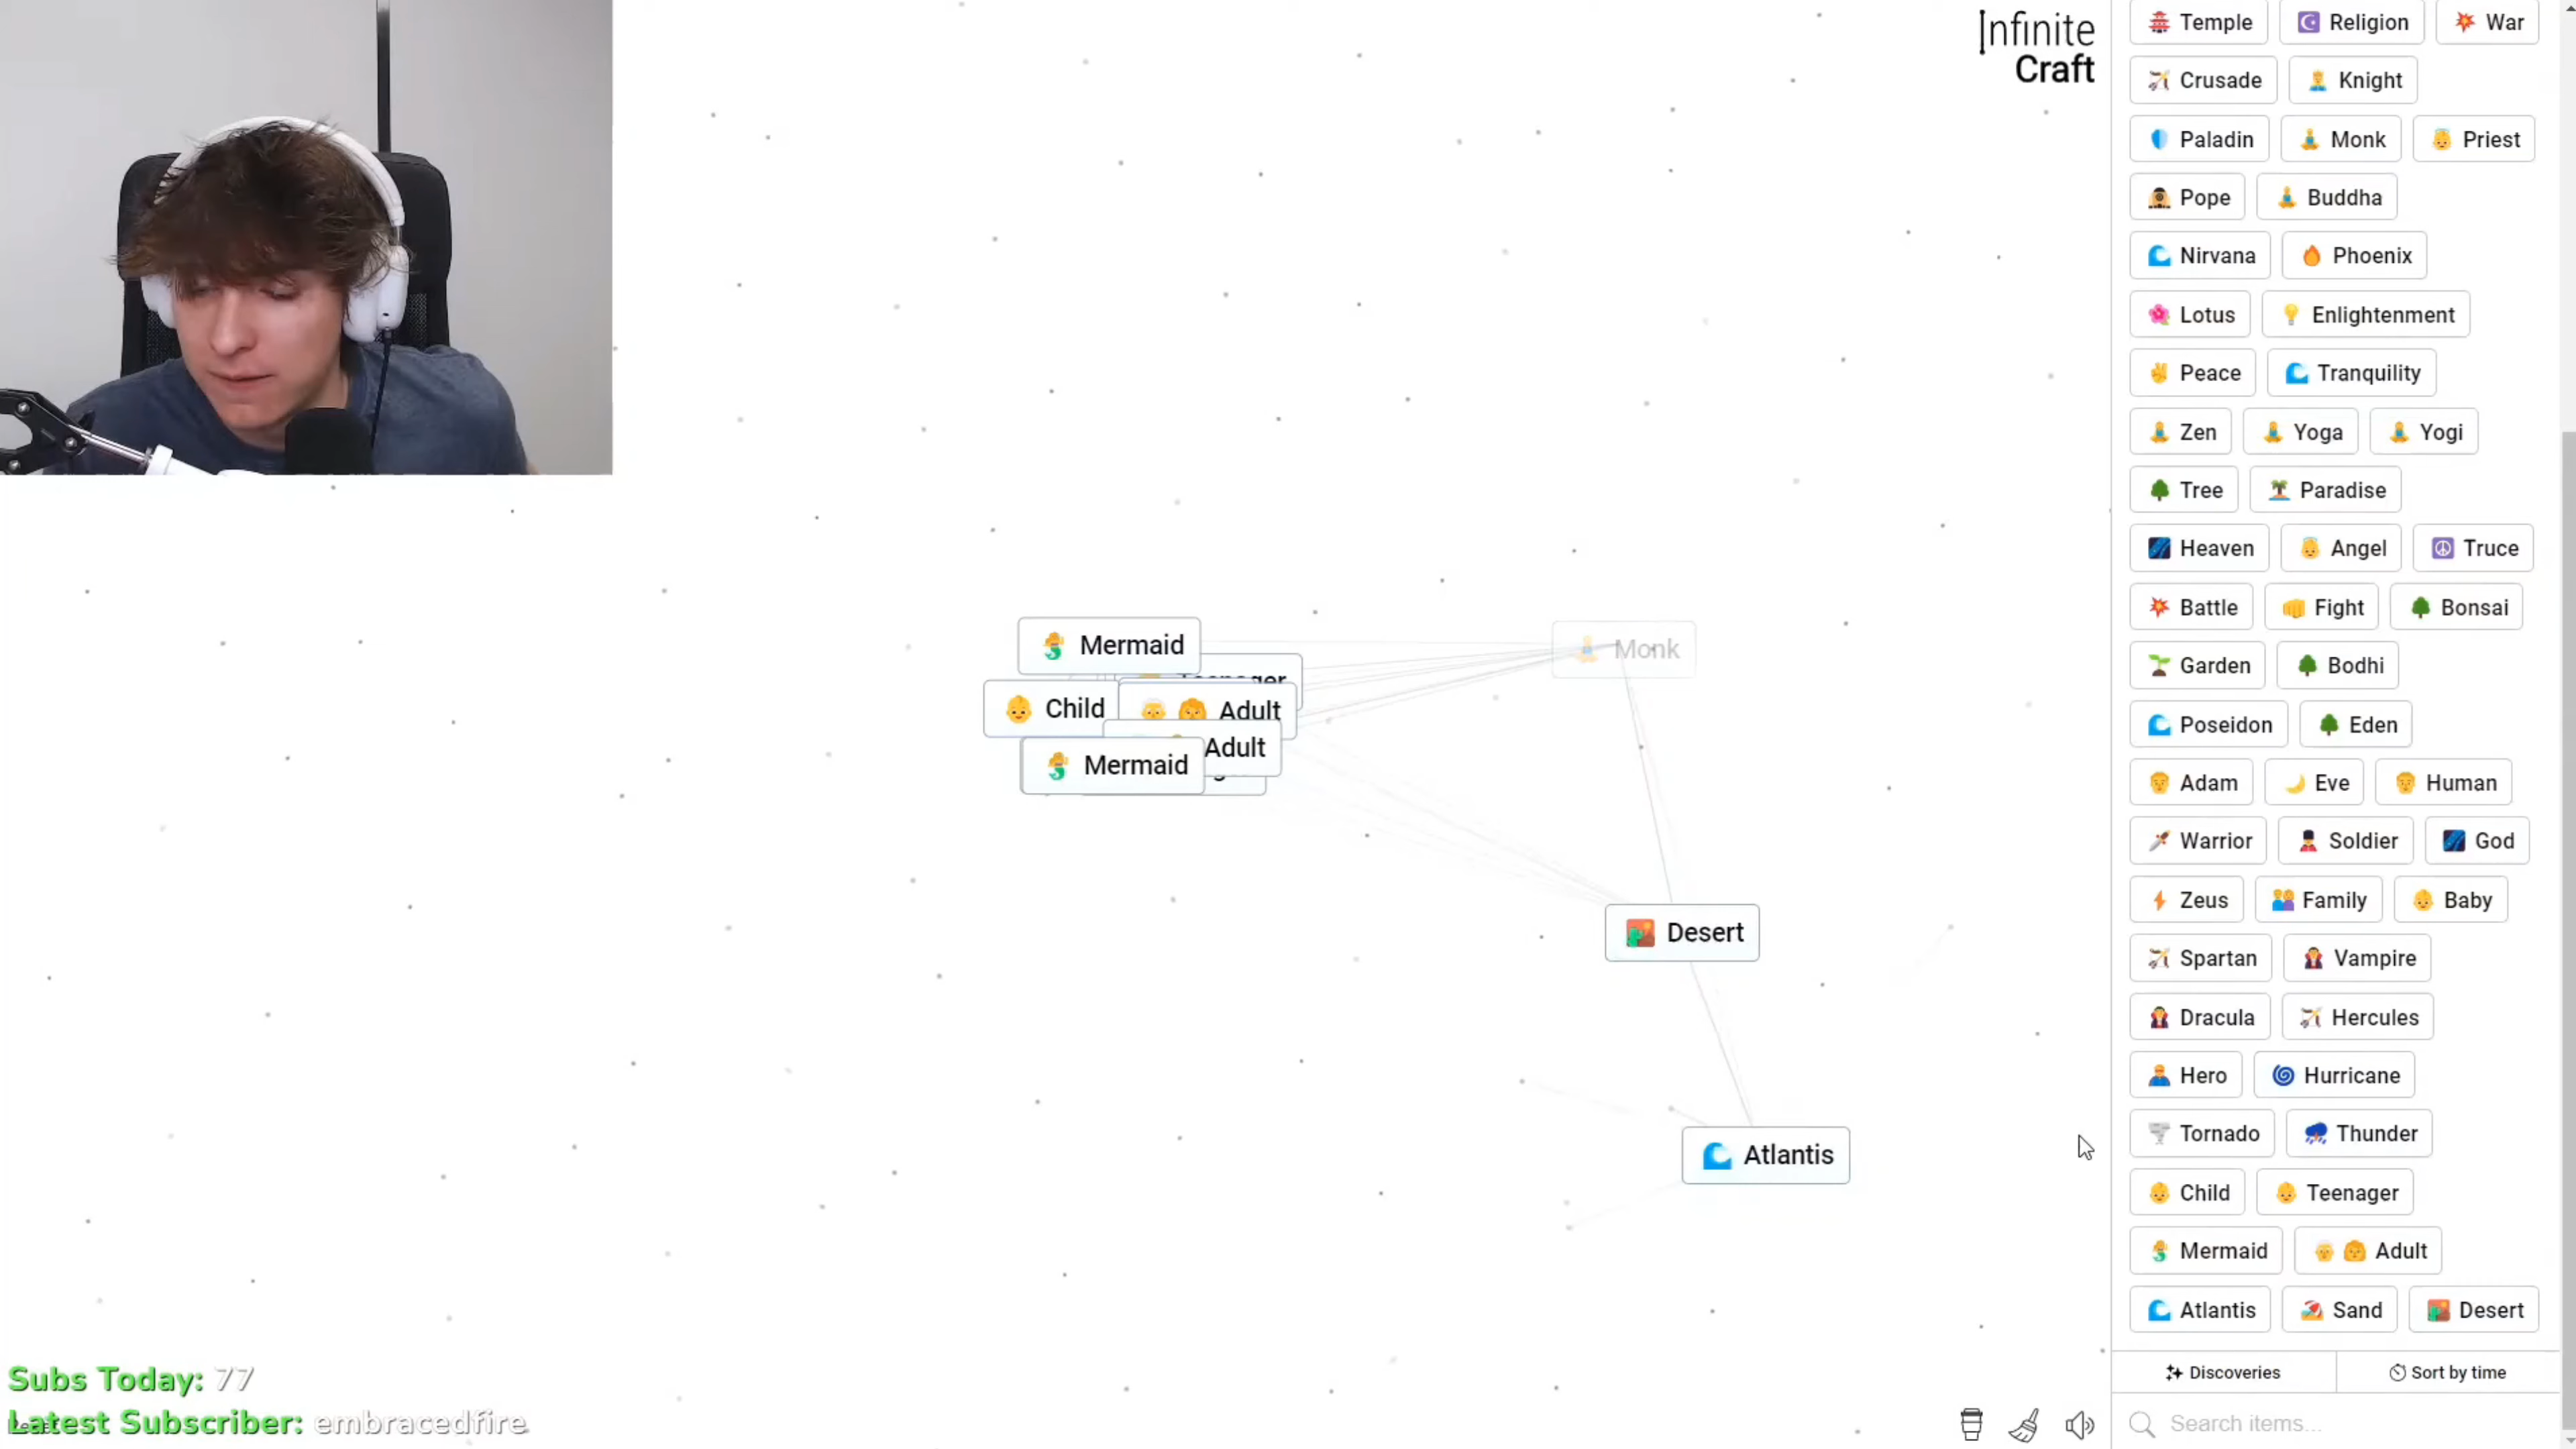 Infinite
Craft
Temple Religion War
Crusade Knight
Paladin Monk Priest
Pope Buddha
Nirvana Phoenix
Lotus Enlightenment
Peace Tranquility
Zen Yoga Yogi
Tree Paradise
Heaven Angel Truce
Battle Fight Bonsai
Garden Bodhi
Poseidon Eden
Adam Eve Human
Warrior Soldier God
Zeus Family Baby
Spartan Vampire
Dracula Hercules
Hero Hurricane
Tornado Thunder
Child Teenager
Mermaid Adult
Atlantis Sand Desert
Discoveries Sort by time
Search items...
Mermaid
Monk
Teenager
Child Adult
Adult
Mermaid
Desert
Atlantis
Subs Today: 77
Latest Subscriber: embracedfire